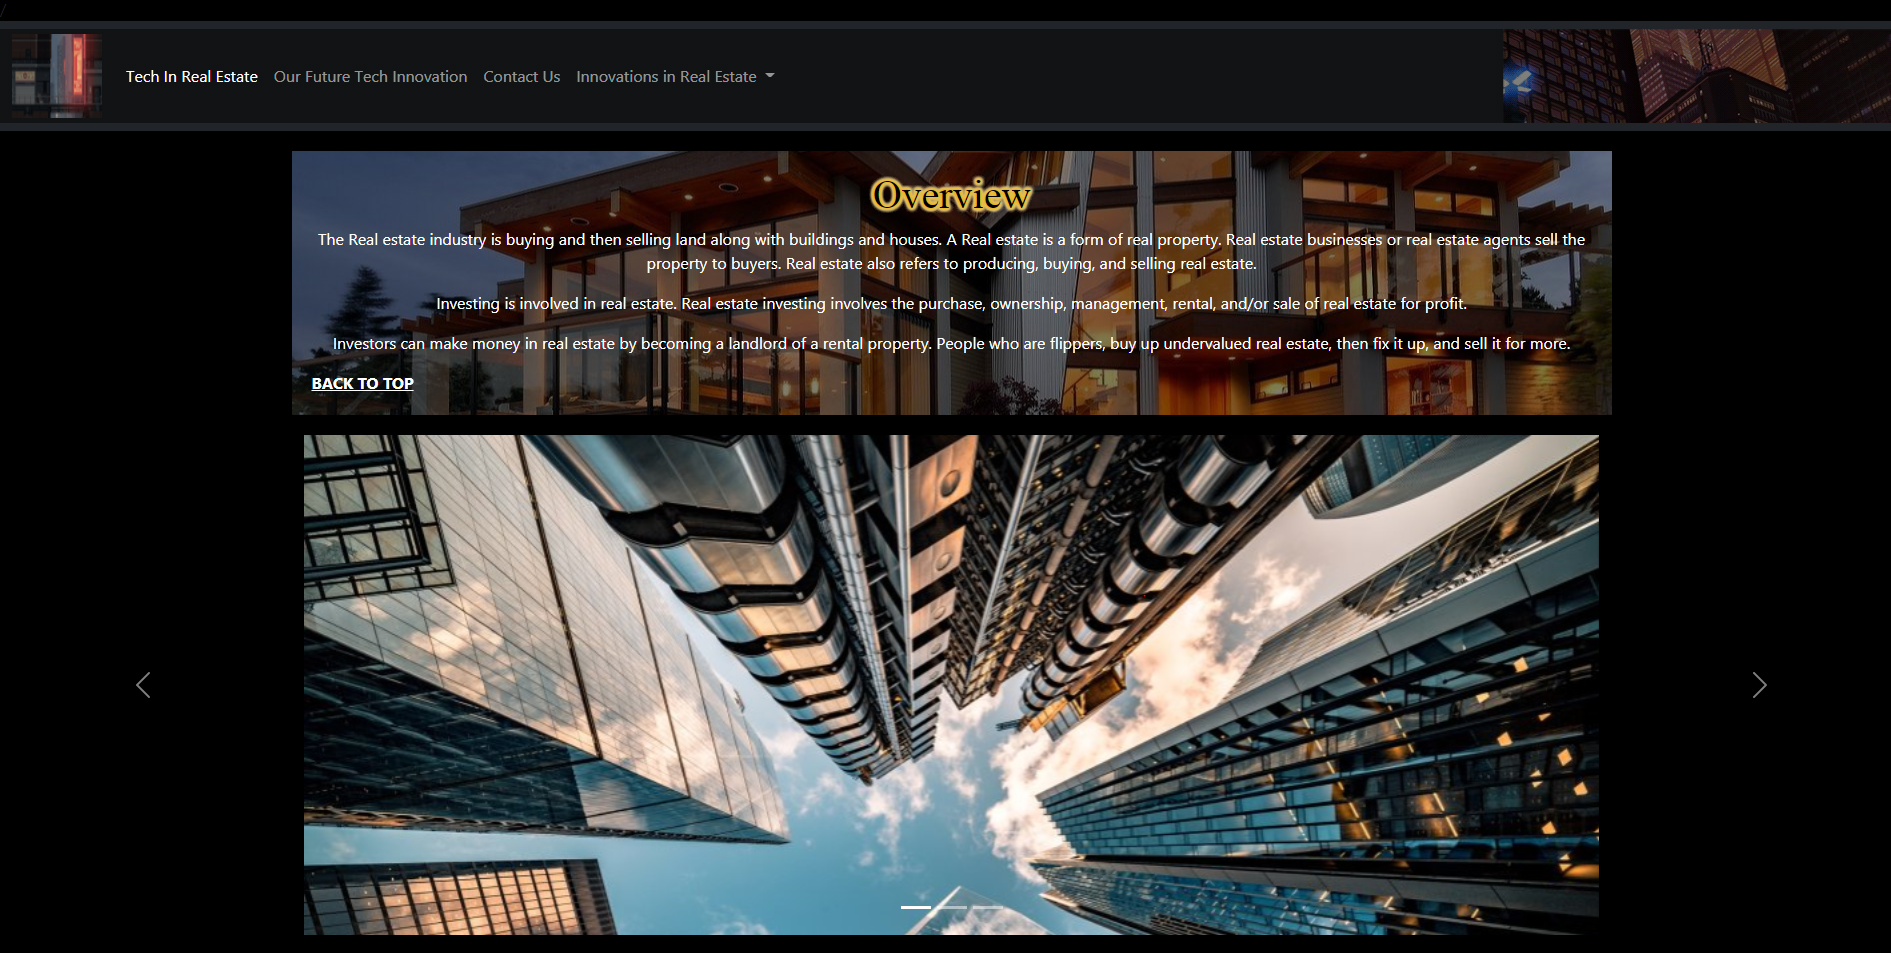 /
Tech In Real Estate Our Future Tech Innovation Contact Us Innovations in Real Estate
Overview
The Real estate industry is buying and then selling land along with buildings and houses. A Real estate is a form of real property. Real estate businesses or real estate agents sell the
property to buyers. Real estate also refers to producing, buying, and selling real estate.
Investing is involved in real estate. Real estate investing involves the purchase, ownership, management, rental, and/or sale of real estate for profit.
Investors can make money in real estate by becoming a landlord of a rental property. People who are flippers, buy up undervalued real estate, then fix it up, and sell it for more.
BACK TO TOP